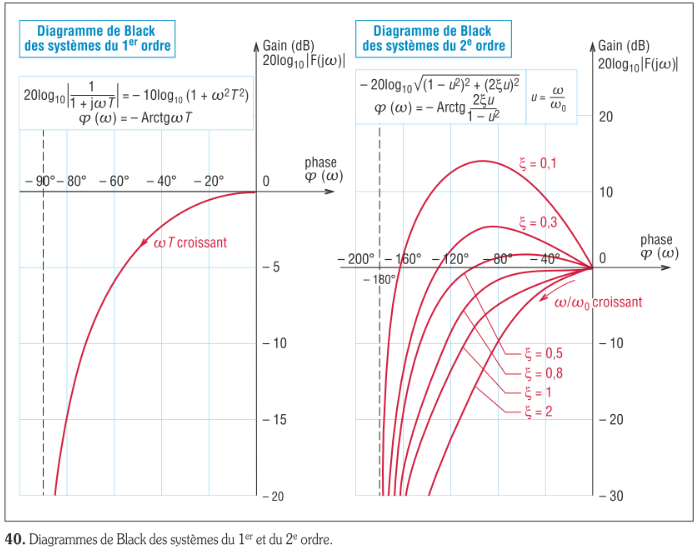 Diagramme de Black
des systèmes du 1er ordre
Gain (dB)
20log10|F(jω)|
20log10|1/(1 + jωT)| = – 10log10 (1 + ω²T²)
φ (ω) = – Arctgω T
phase
φ (ω)
– 90° – 80° – 60° – 40° – 20° 0
ω T croissant
– 5
– 10
– 15
– 20
Diagramme de Black
des systèmes du 2e ordre
Gain (dB)
20log10|F(jω)|
– 20log10 √((1 – u²)² + (2ξu)²)
φ (ω) = – Arctg 2ξu/(1 – u²)
u = ω/ω0
20
ξ = 0,1
10
ξ = 0,3
phase
φ (ω)
– 200° – 160° – 120° – 80° – 40° 0
– 180°
ω/ω0 croissant
– 10
ξ = 0,5
ξ = 0,8
ξ = 1
ξ = 2
– 20
– 30
40. Diagrammes de Black des systèmes du 1er et du 2e ordre.